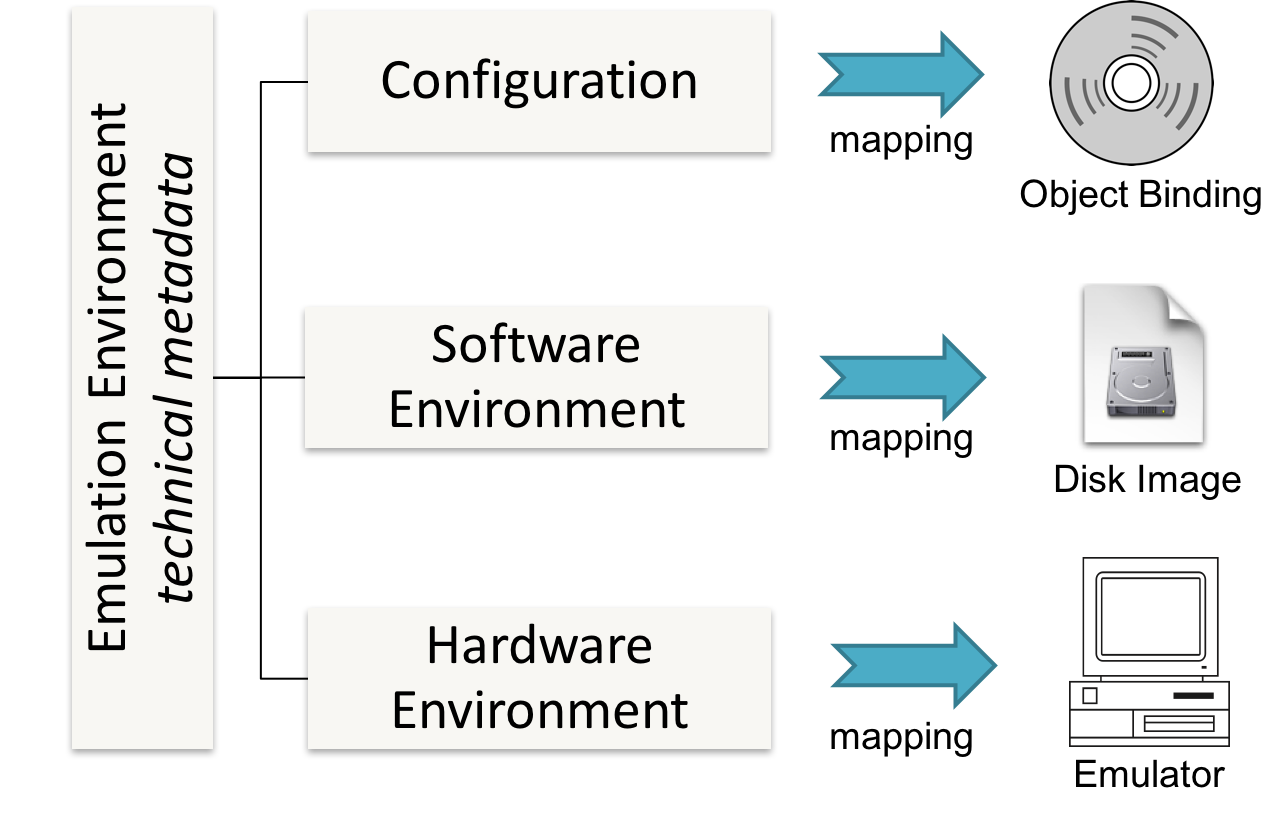 Emulation Environment
technical metadata
Configuration
mapping
Object Binding
Software
Environment
mapping
Disk Image
Hardware
Environment
mapping
Emulator